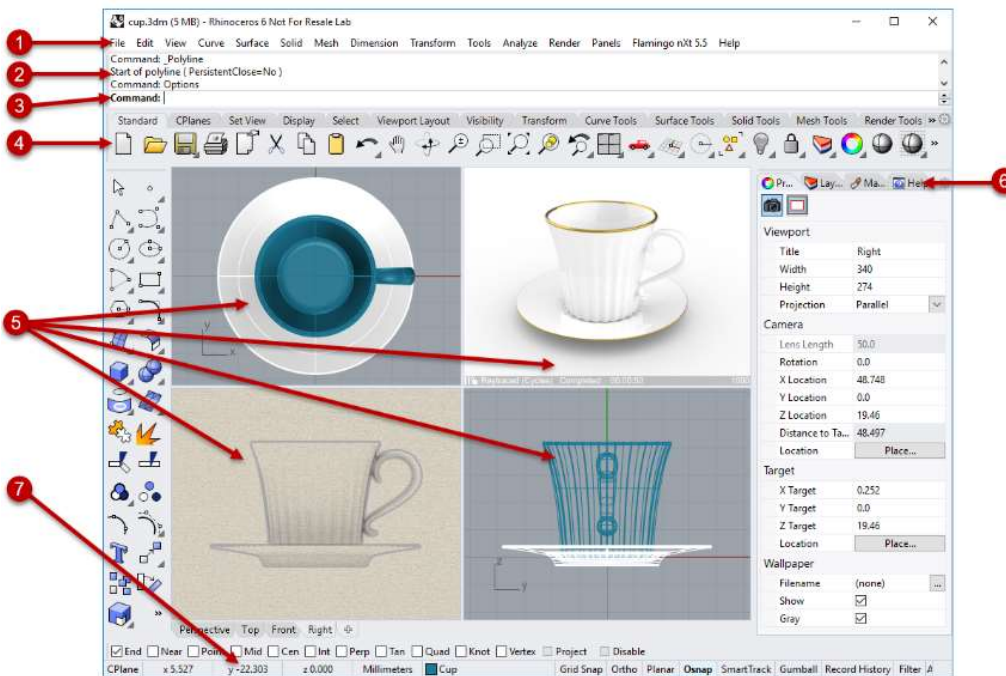 cup.3dm (5 MB) - Rhinoceros 6 Not For Resale Lab
1
File Edit View Curve Surface Solid Mesh Dimension Transform Tools Analyze Render Panels Flamingo nXt 5.5 Help
Command: _Polyline
2
Start of polyline ( PersistentClose=No )
Command: Options
3
Command:
Standard CPlanes Set View Display Select Viewport Layout Visibility Transform Curve Tools Surface Tools Solid Tools Mesh Tools Render Tools »
4
»
6
Pr... Lay... Ma... Help
Viewport
Title Right
Width 340
Height 274
Projection Parallel
Camera
Lens Length 50.0
Rotation 0.0
X Location 48.748
Y Location 0.0
Z Location 19.46
Distance to Ta... 48.497
Location Place...
Target
X Target 0.252
Y Target 0.0
Z Target 19.46
Location Place...
Wallpaper
Filename (none) ...
Show
Gray
5
y
x
Raytraced (Cycles) Completed
z
y
7
T
»
Perspective Top Front Right
End Near Point Mid Cen Int Perp Tan Quad Knot Vertex Project Disable
CPlane x 5.527 y -22.303 z 0.000 Millimeters Cup Grid Snap Ortho Planar Osnap SmartTrack Gumball Record History Filter A